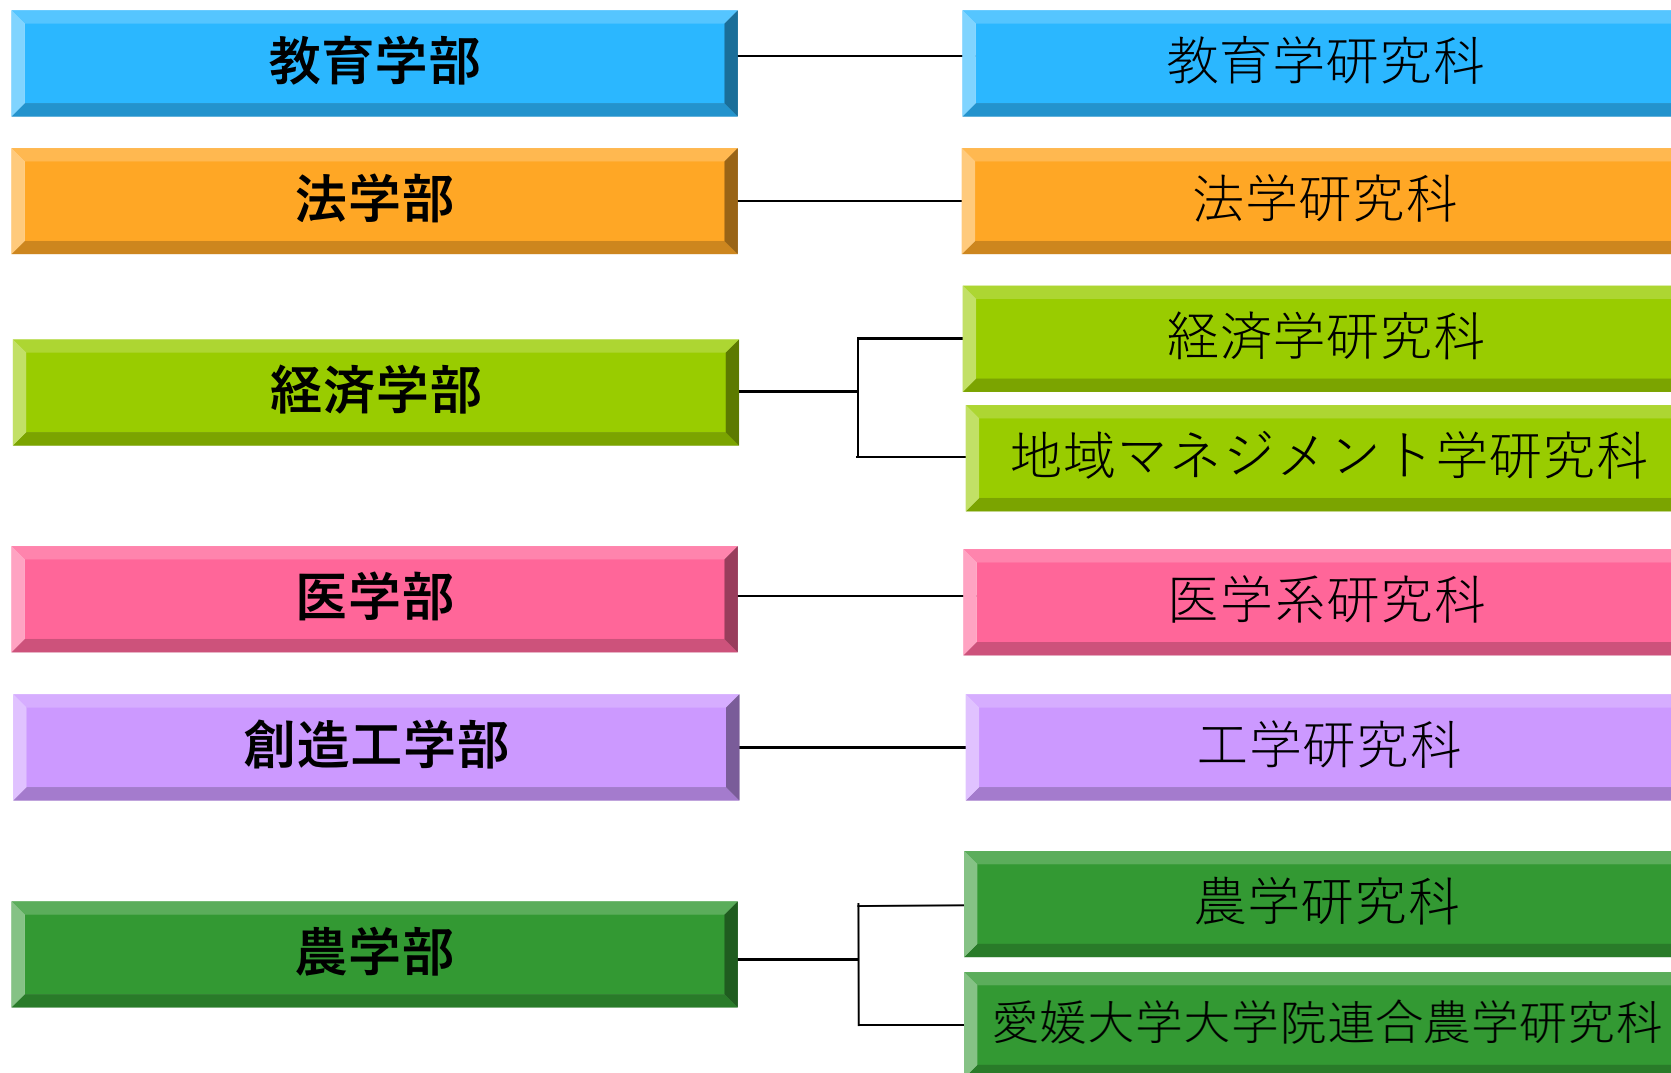 教育学部
教育学研究科
法学部
法学研究科
経済学部
経済学研究科
地域マネジメント学研究科
医学部
医学系研究科
創造工学部
工学研究科
農学部
農学研究科
愛媛大学大学院連合農学研究科